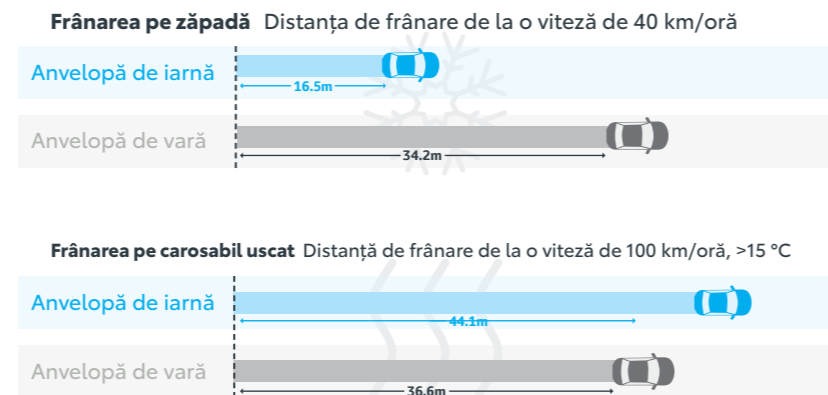 Frânarea pe zăpadă Distanța de frânare de la o viteză de 40 km/oră
Anvelopă de iarnă
16.5m
Anvelopă de vară
34.2m
Frânarea pe carosabil uscat Distanță de frânare de la o viteză de 100 km/oră, >15 °C
Anvelopă de iarnă
44.1m
Anvelopă de vară
36.6m